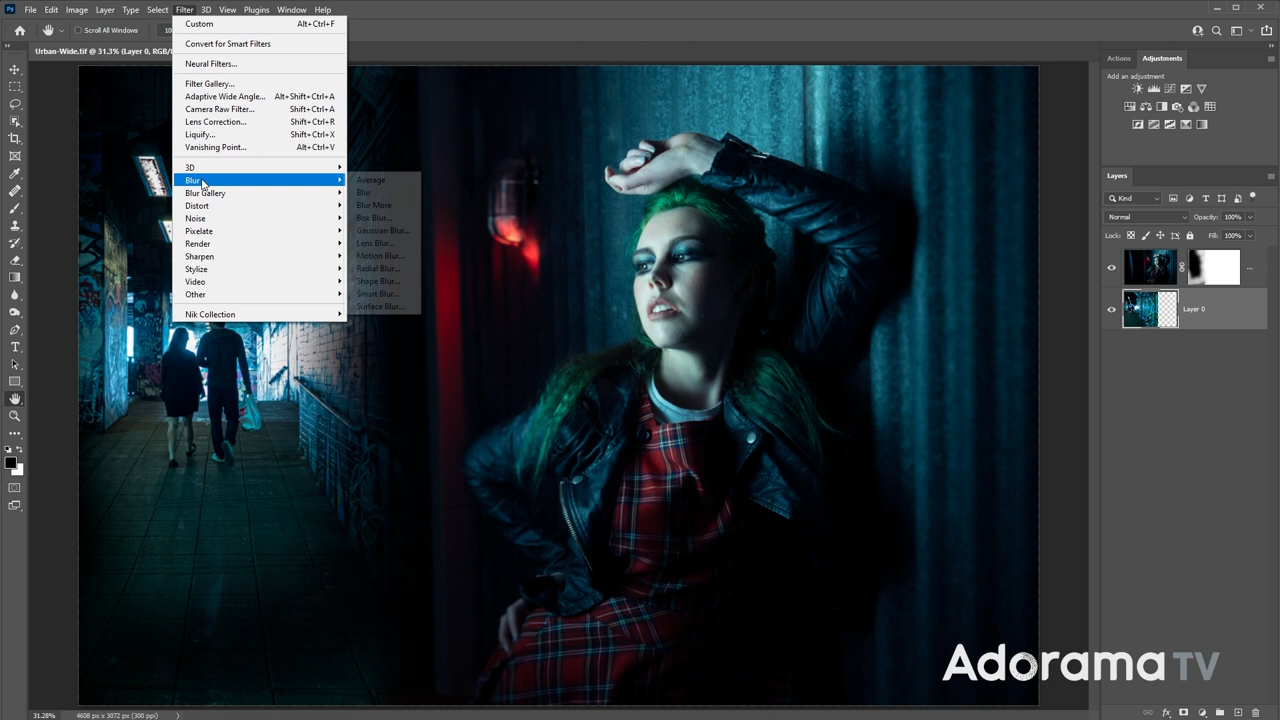 Ps File Edit Image Layer Type Select Filter 3D View Plugins Window Help
Scroll All Windows
Urban-Wide.tif @ 31.3% (Layer 0, RGB/
Custom Alt+Ctrl+F
Convert for Smart Filters
Neural Filters...
Filter Gallery...
Adaptive Wide Angle... Alt+Shift+Ctrl+A
Camera Raw Filter... Shift+Ctrl+A
Lens Correction... Shift+Ctrl+R
Liquify... Shift+Ctrl+X
Vanishing Point... Alt+Ctrl+V
3D
Blur
Blur Gallery
Distort
Noise
Pixelate
Render
Sharpen
Stylize
Video
Other
Nik Collection
Average
Blur
Blur More
Box Blur...
Gaussian Blur...
Lens Blur...
Motion Blur...
Radial Blur...
Shape Blur...
Smart Blur...
Surface Blur...
Actions Adjustments
Add an adjustment
Layers
Kind
Normal Opacity: 100%
Lock: Fill: 100%
Layer 0
Adorama TV
31.28% 4608 px x 3072 px (300 ppi)